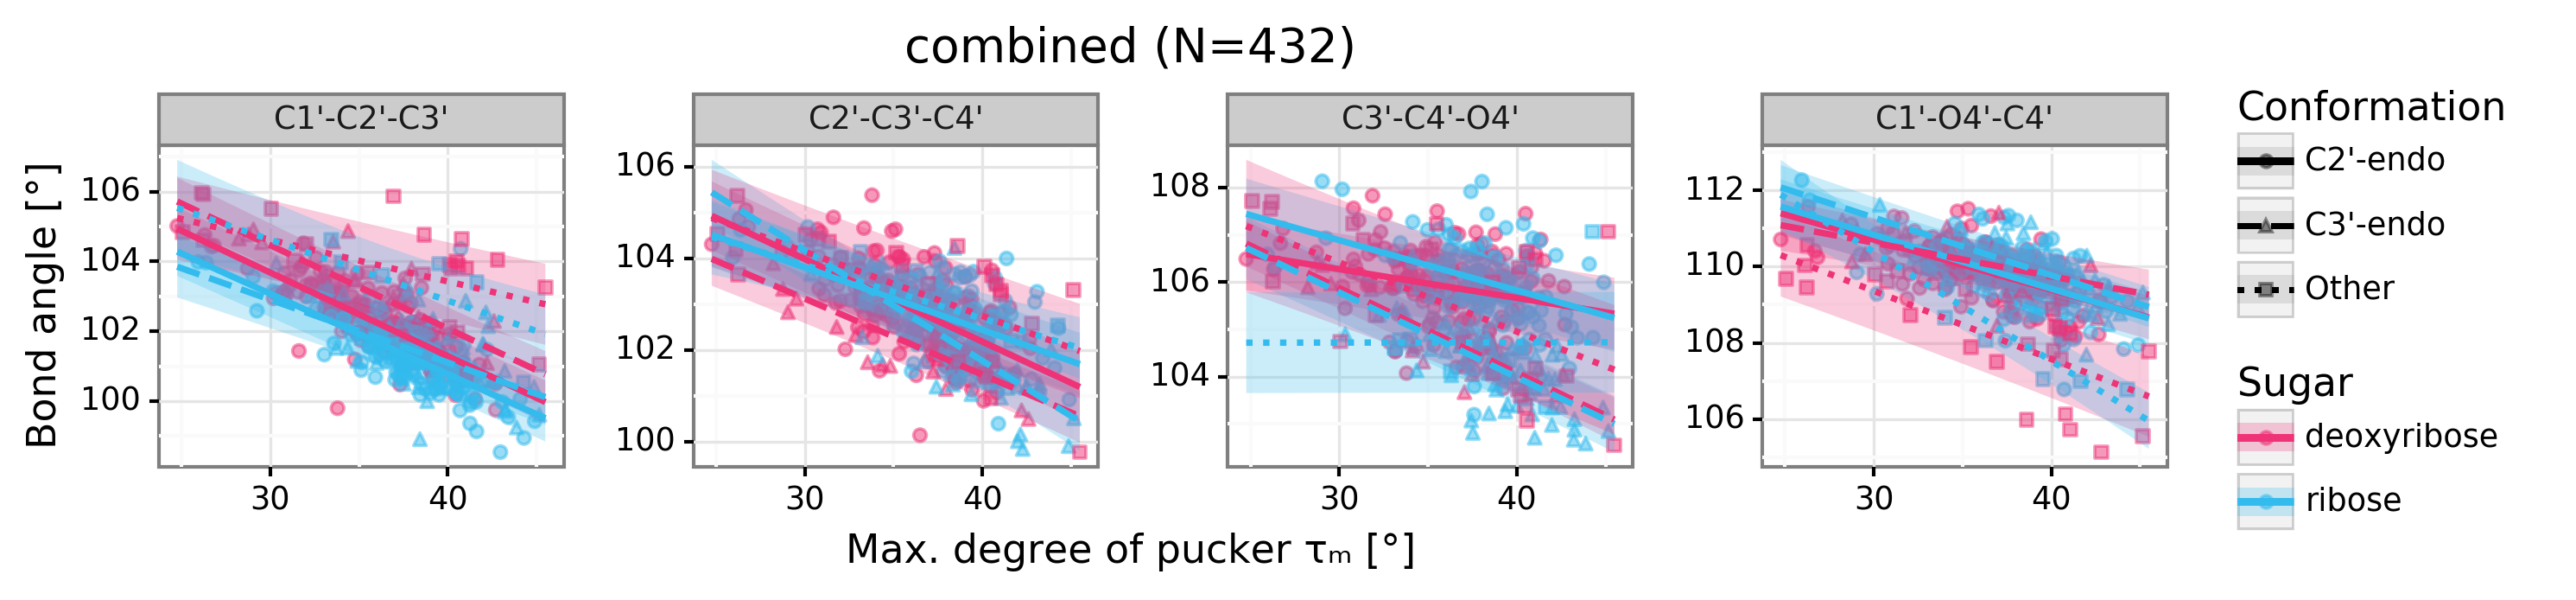 combined (N=432)
C1'-C2'-C3'
C2'-C3'-C4'
C3'-C4'-O4'
C1'-O4'-C4'
Bond angle [°]
106
104
102
100
30
40
106
104
102
100
30
40
108
106
104
30
40
112
110
108
106
30
40
Max. degree of pucker τₘ [°]
Conformation
C2'-endo
C3'-endo
Other
Sugar
deoxyribose
ribose